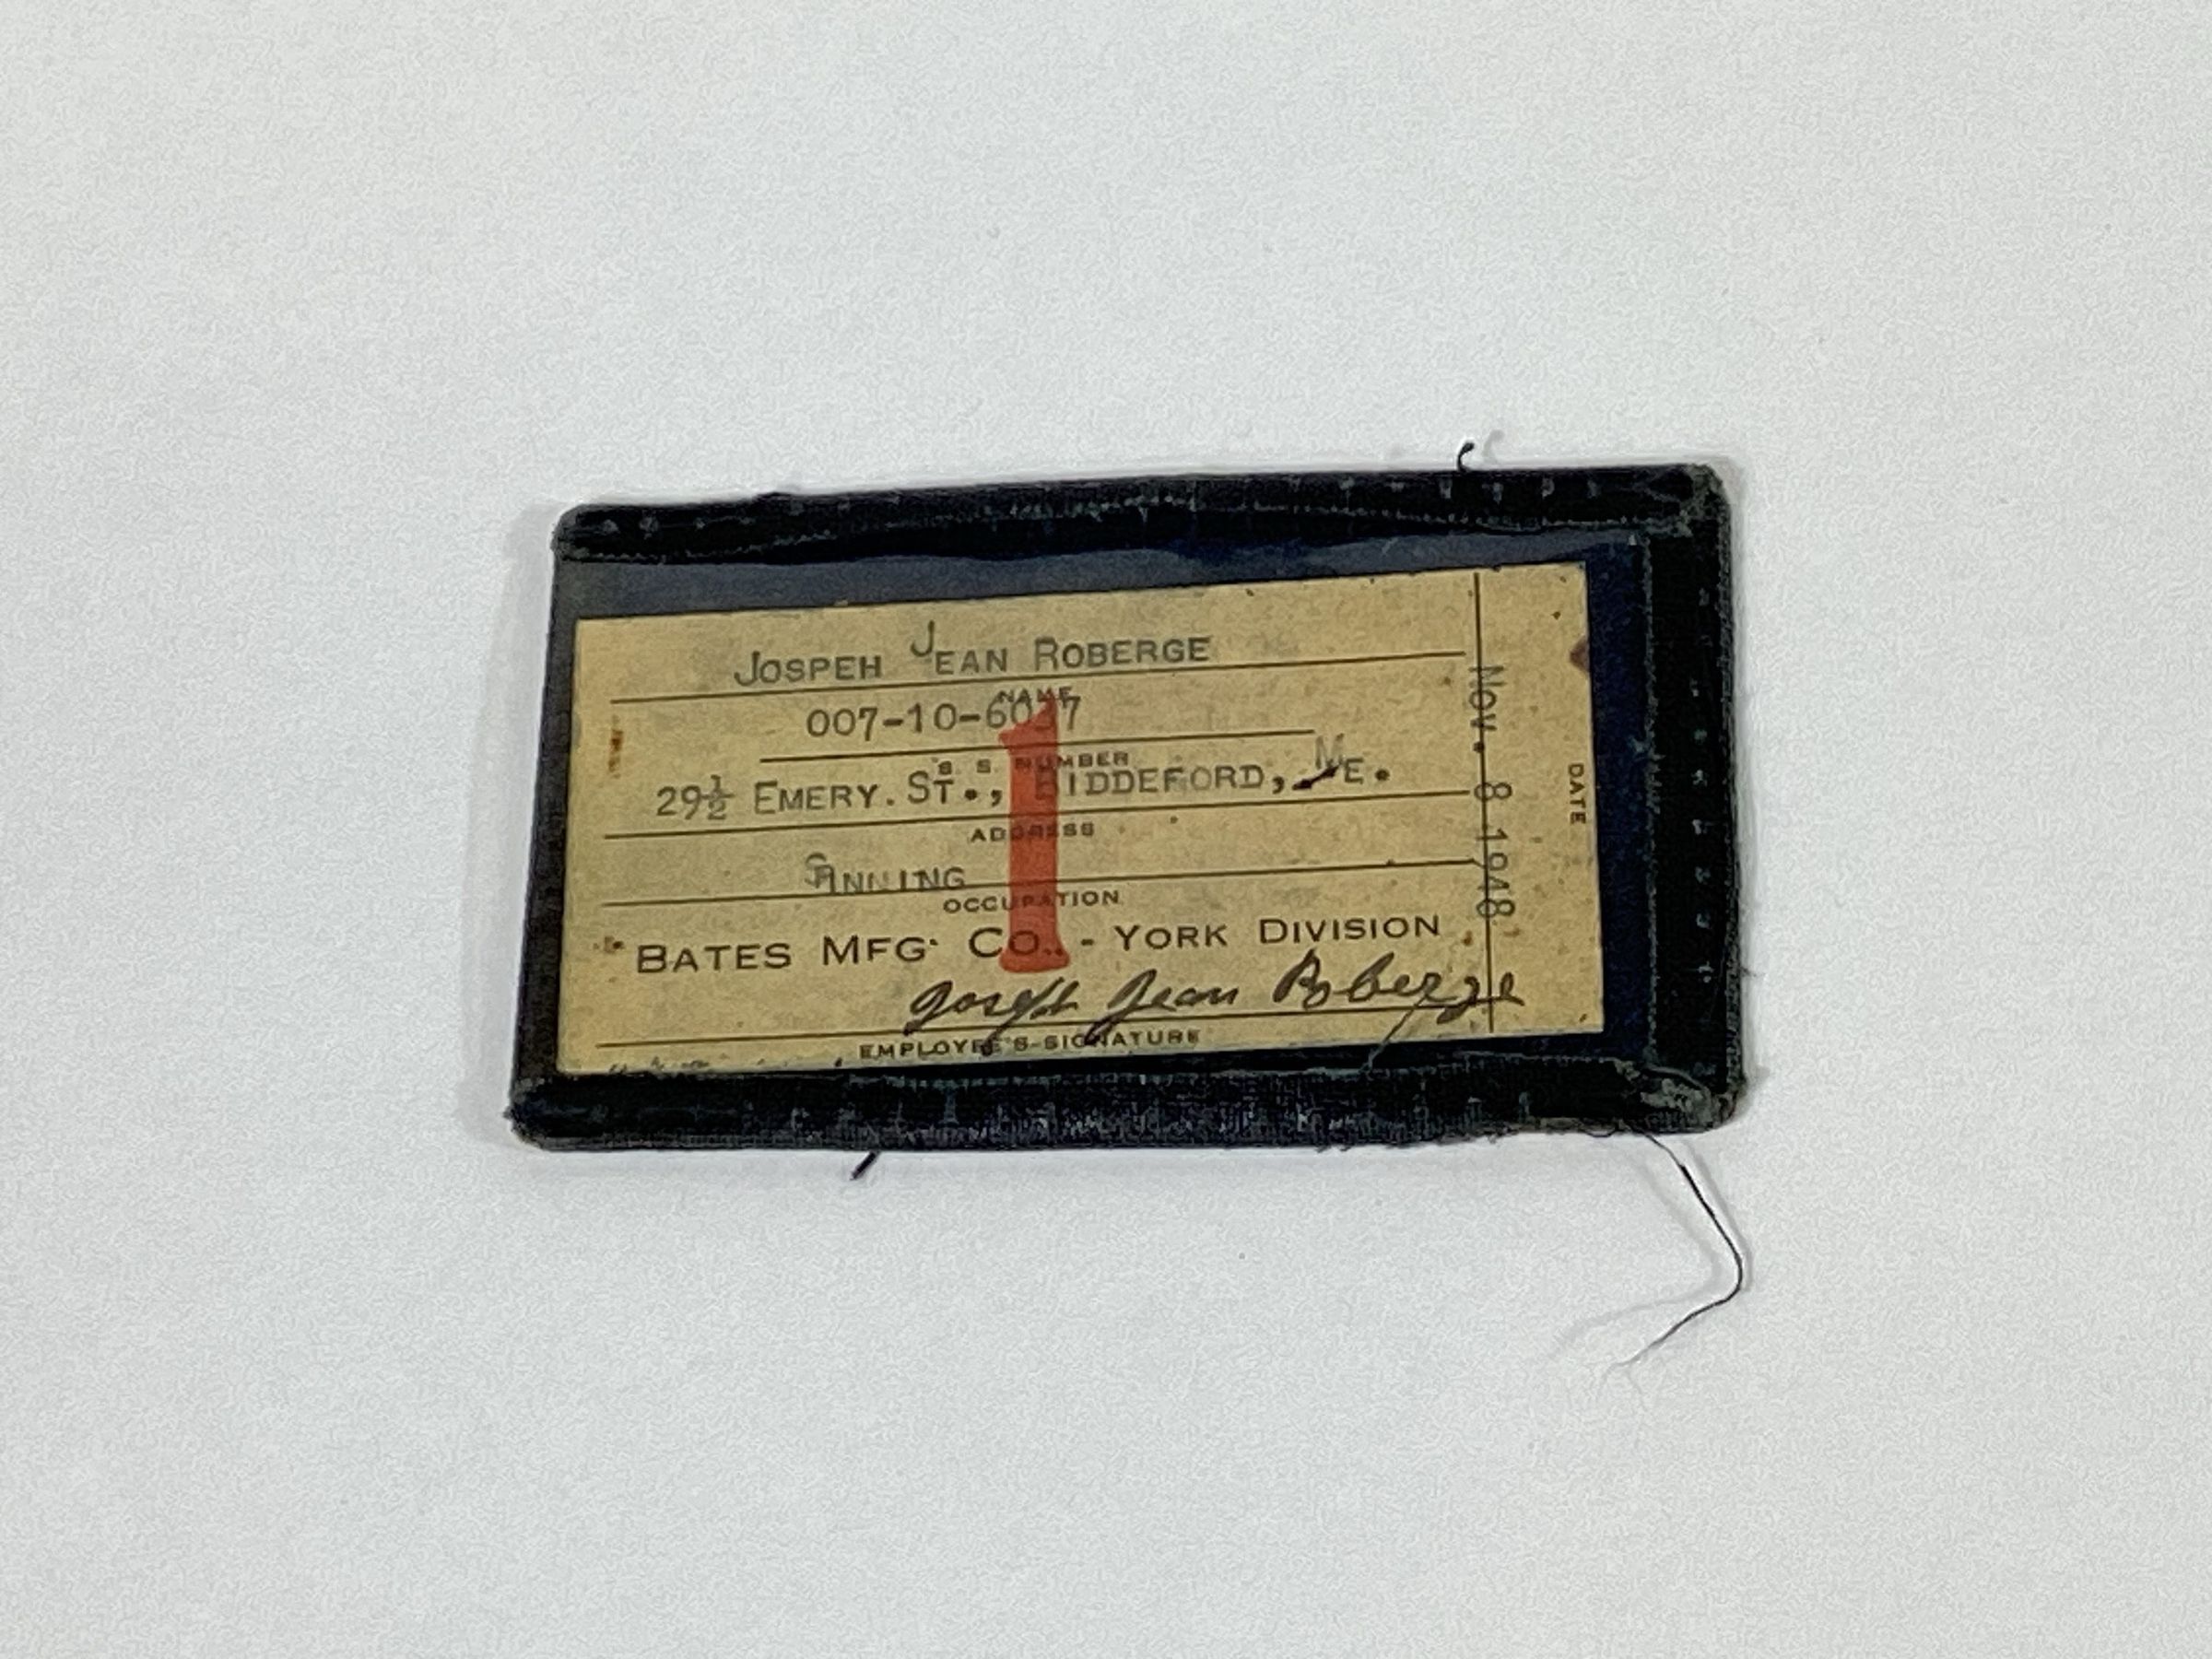 JOSPEH JEAN ROBERGE
NAME
S. S. NUMBER
29½ EMERY. ST., BIDDEFORD, ME.
ADDRESS
SPINNING
OCCUPATION
1
BATES MFG. CO. - YORK DIVISION
Joseph Jean Roberge
EMPLOYEE'S SIGNATURE
NOV. 8 1948
DATE